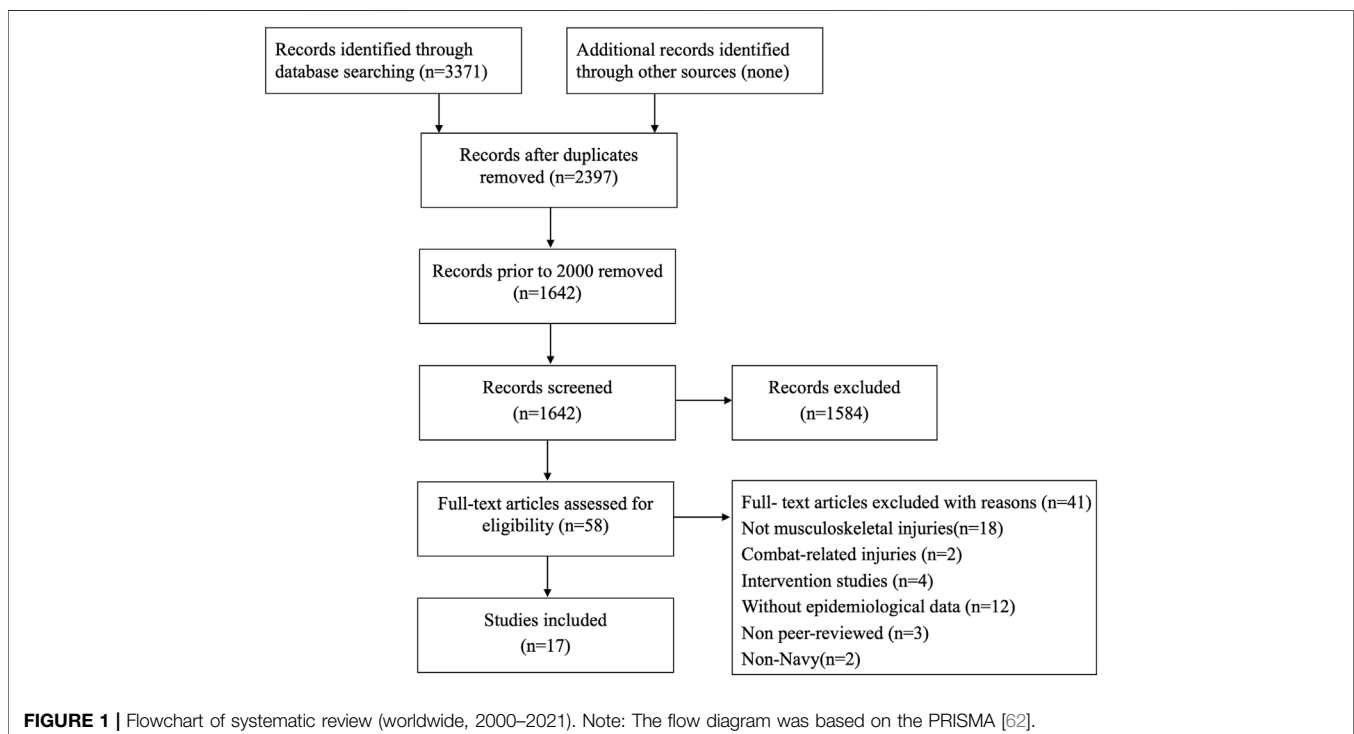 Records identified through
database searching (n=3371)
Additional records identified
through other sources (none)
Records after duplicates
removed (n=2397)
Records prior to 2000 removed
(n=1642)
Records screened
(n=1642)
Records excluded
(n=1584)
Full-text articles assessed for
eligibility (n=58)
Full- text articles excluded with reasons (n=41)
Not musculoskeletal injuries(n=18)
Combat-related injuries (n=2)
Intervention studies (n=4)
Without epidemiological data (n=12)
Non peer-reviewed (n=3)
Non-Navy(n=2)
Studies included
(n=17)
FIGURE 1 | Flowchart of systematic review (worldwide, 2000–2021). Note: The flow diagram was based on the PRISMA [62].